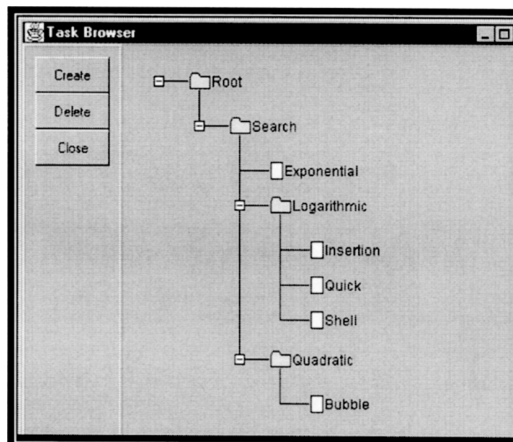 Task Browser
Create
Delete
Close
Root
Search
Exponential
Logarithmic
Insertion
Quick
Shell
Quadratic
Bubble